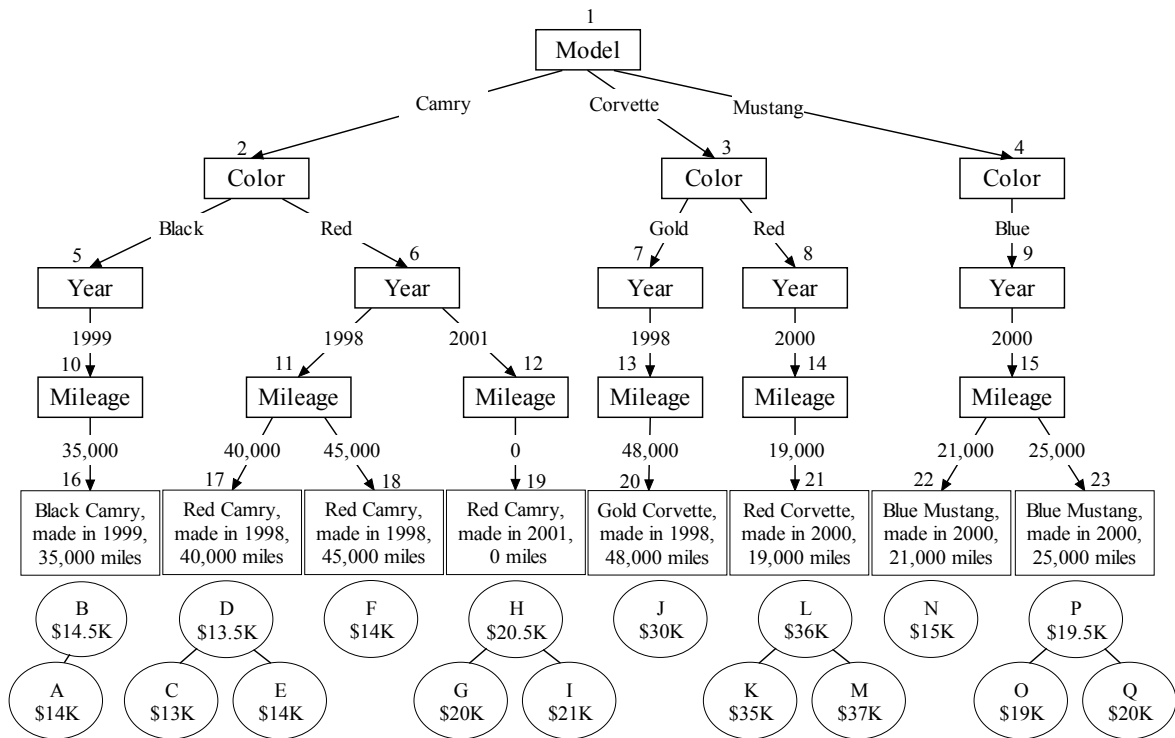 1
Model
Camry
Corvette
Mustang
2
3
4
Color
Color
Color
Black
Red
Gold
Red
Blue
5
6
7
8
9
Year
Year
Year
Year
Year
1999
1998
2001
1998
2000
2000
10
11
12
13
14
15
Mileage
Mileage
Mileage
Mileage
Mileage
Mileage
35,000
40,000
45,000
0
48,000
19,000
21,000
25,000
16
17
18
19
20
21
22
23
Black Camry,
made in 1999,
35,000 miles
Red Camry,
made in 1998,
40,000 miles
Red Camry,
made in 1998,
45,000 miles
Red Camry,
made in 2001,
0 miles
Gold Corvette,
made in 1998,
48,000 miles
Red Corvette,
made in 2000,
19,000 miles
Blue Mustang,
made in 2000,
21,000 miles
Blue Mustang,
made in 2000,
25,000 miles
B
$14.5K
D
$13.5K
F
$14K
H
$20.5K
J
$30K
L
$36K
N
$15K
P
$19.5K
A
$14K
C
$13K
E
$14K
G
$20K
I
$21K
K
$35K
M
$37K
O
$19K
Q
$20K